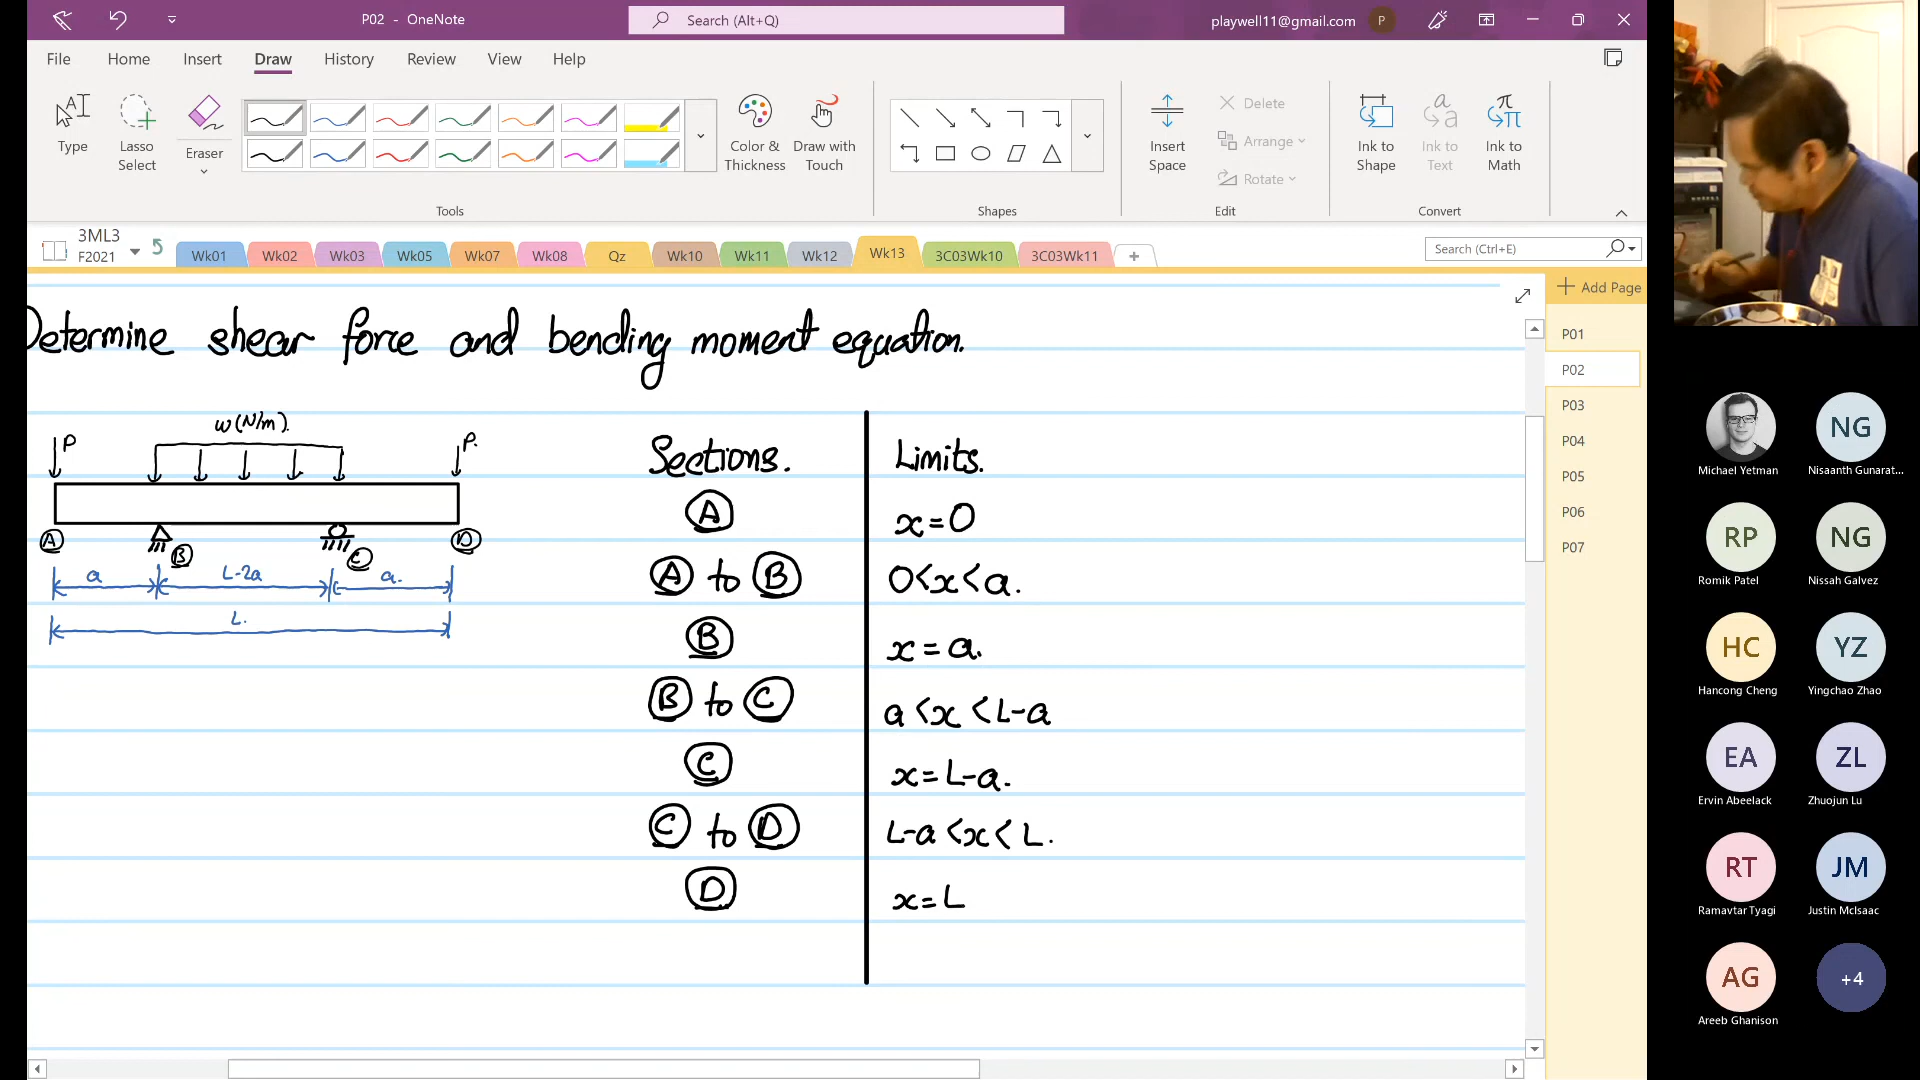 P02 - OneNote
Search (Alt+Q)
playwell11@gmail.com
P
File Home Insert Draw History Review View Help
Type
Lasso Select
Eraser
Color & Thickness
Draw with Touch
Insert Space
Delete
Arrange
Rotate
Ink to Shape
Ink to Text
Ink to Math
Tools
Shapes
Edit
Convert
3ML3 F2021
Wk01 Wk02 Wk03 Wk05 Wk07 Wk08 Qz Wk10 Wk11 Wk12 Wk13 3C03Wk10 3C03Wk11
Search (Ctrl+E)
Add Page
P01
P02
P03
P04
P05
P06
P07
Determine shear force and bending moment equation.
w(N/m).
P
P.
A
B
C
D
a
L-2a
a.
L.
Sections. Limits.
A x=0
A to B 0<x<a.
B x=a.
B to C a<x<L-a
C x=L-a.
C to D L-a<x<L.
D x=L
Michael Yetman
NG
Nisaanth Gunarat...
RP
Romik Patel
NG
Nissah Galvez
HC
Hancong Cheng
YZ
Yingchao Zhao
EA
Ervin Abeelack
ZL
Zhuojun Lu
RT
Ramavtar Tyagi
JM
Justin McIsaac
AG
Areeb Ghanison
+4